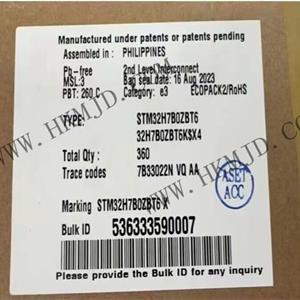 Manufactured under patents or patents pending
Assembled in: PHILIPPINES
Pb-free 2nd Level Interconnect
MSL:3 Bag seal date: 16 Aug 2023
PBT: 260 C Category: e3 ECOPACK2/RoHS
TYPE: STM32H7B0ZBT6
32H7B0ZBT6K$X4
Total Qty: 360
Trace codes 7B33022N VQ AA
ASET
ACC
Marking STM32H7B0ZBT6 X
Bulk ID 536333590007
Please provide the Bulk ID for any inquiry
WWW.HKMJD.COM